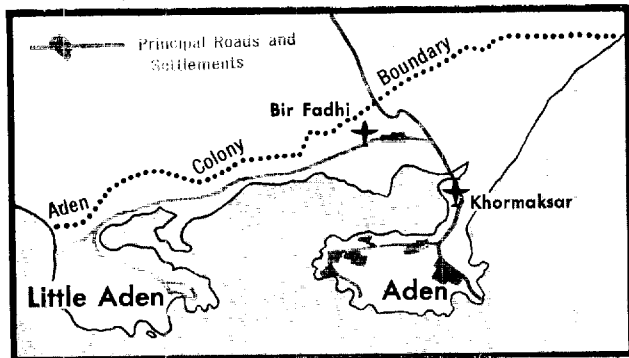 Principal Roads and
Settlements
Boundary
Bir Fadhi
Colony
Aden
Khormaksar
Little Aden
Aden